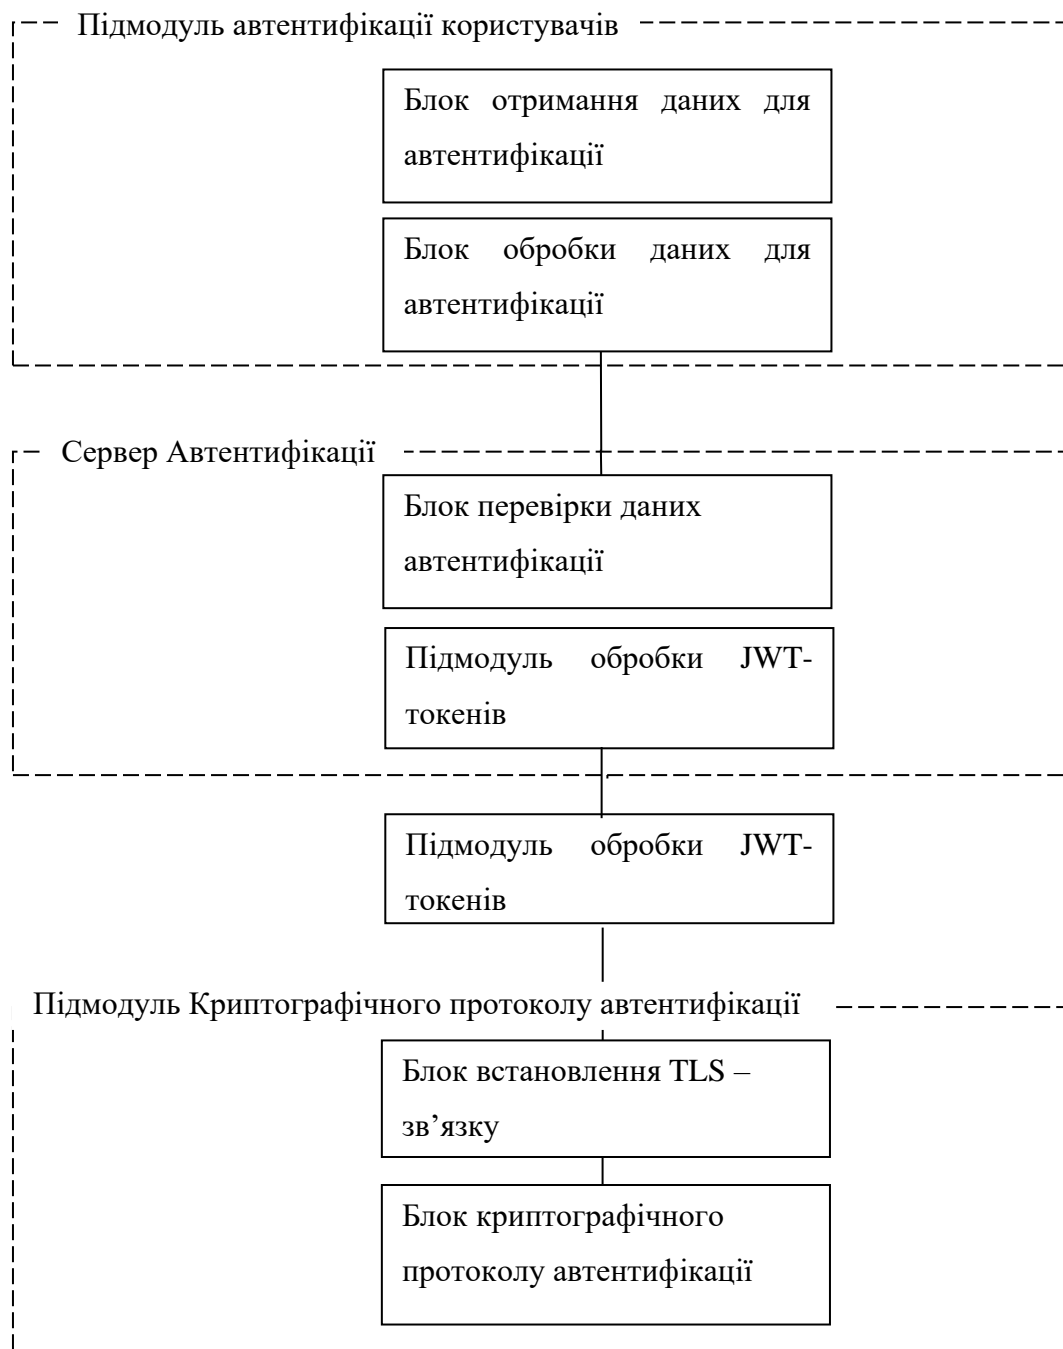 Підмодуль автентифікації користувачів
Блок отримання даних для
автентифікації
Блок обробки даних для
автентифікації
Сервер Автентифікації
Блок перевірки даних
автентифікації
Підмодуль обробки JWT-
токенів
Підмодуль обробки JWT-
токенів
Підмодуль Криптографічного протоколу автентифікації
Блок встановлення TLS –
зв’язку
Блок криптографічного
протоколу автентифікації